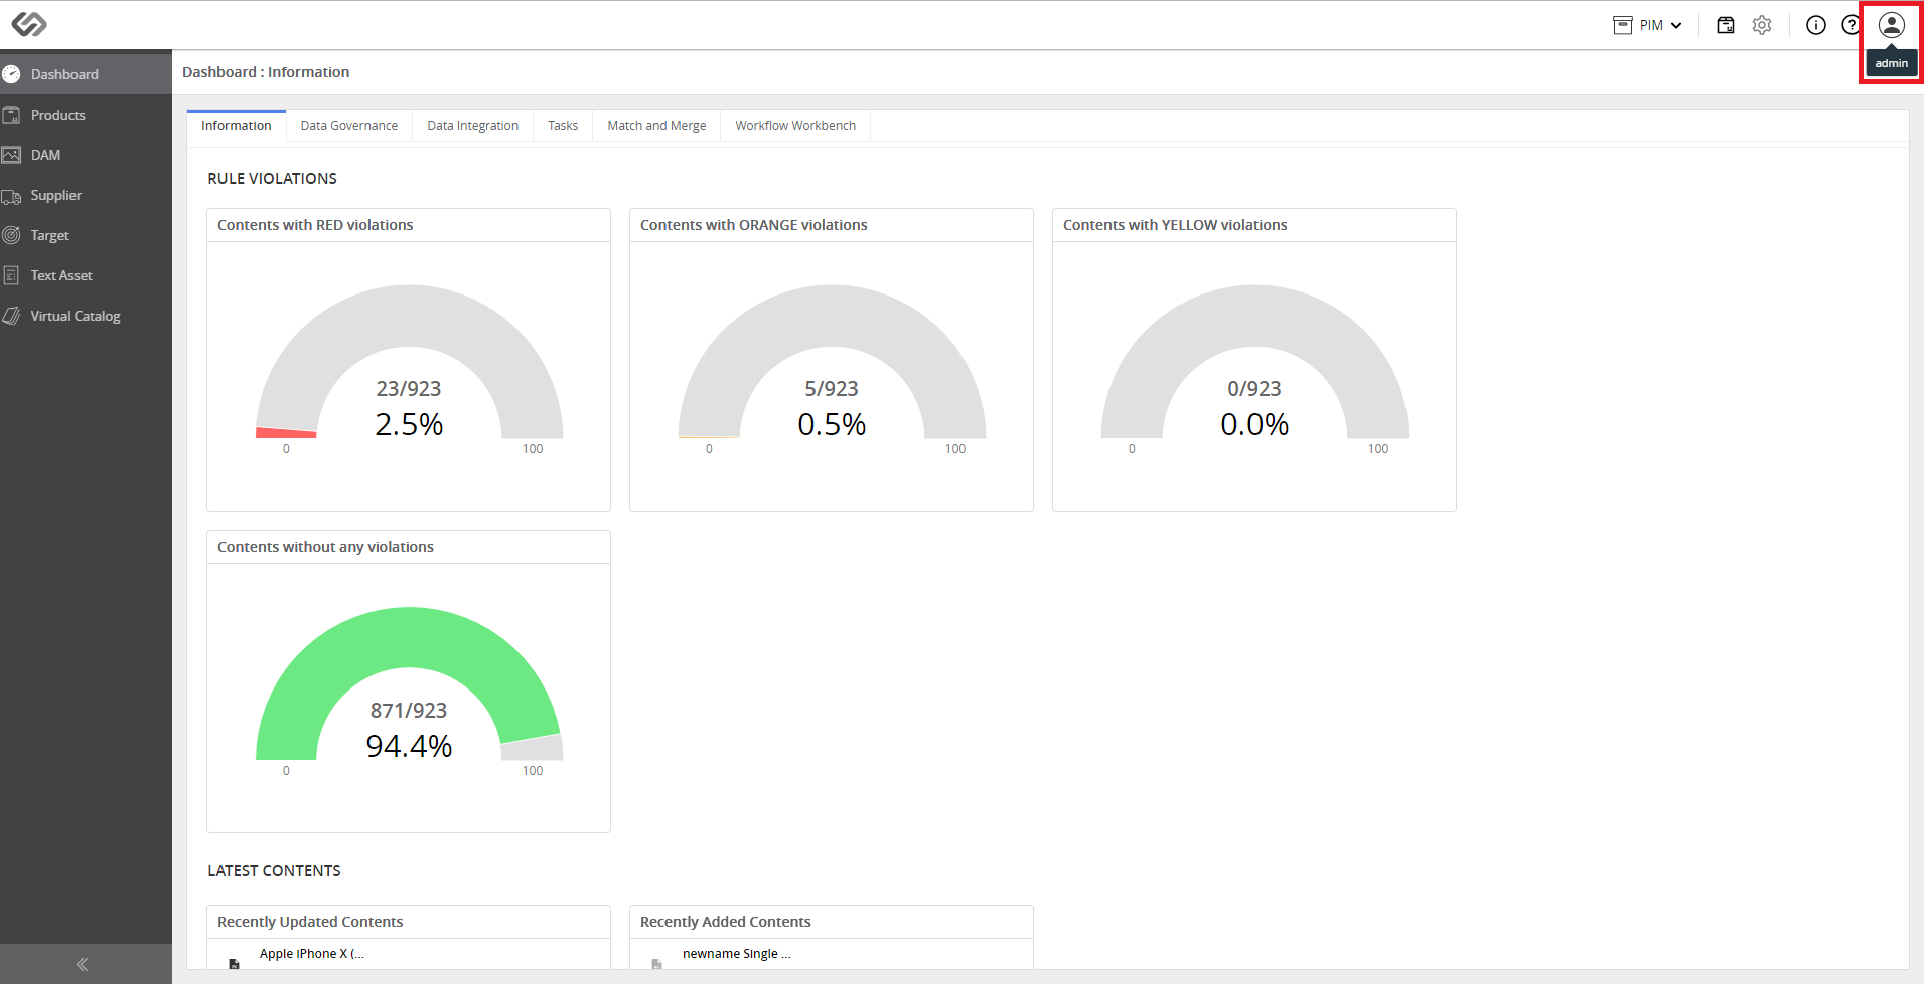 PIM
admin
Dashboard
Products
DAM
Supplier
Target
Text Asset
Virtual Catalog
Dashboard : Information
Information
Data Governance
Data Integration
Tasks
Match and Merge
Workflow Workbench
RULE VIOLATIONS
Contents with RED violations
23/923
2.5%
0
100
Contents with ORANGE violations
5/923
0.5%
0
100
Contents with YELLOW violations
0/923
0.0%
0
100
Contents without any violations
871/923
94.4%
0
100
LATEST CONTENTS
Recently Updated Contents
Apple iPhone X (...
Recently Added Contents
newname Single ...